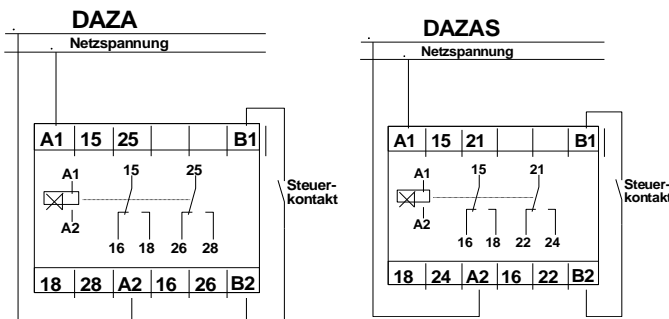 DAZA
Netzspannung
A1 15 25 B1
A1
15 25
A2
16 18 26 28
Steuer-
kontakt
18 28 A2 16 26 B2
DAZAS
Netzspannung
A1 15 21 B1
A1
15 21
A2
16 18 22 24
Steuer-
kontakt
18 24 A2 16 22 B2